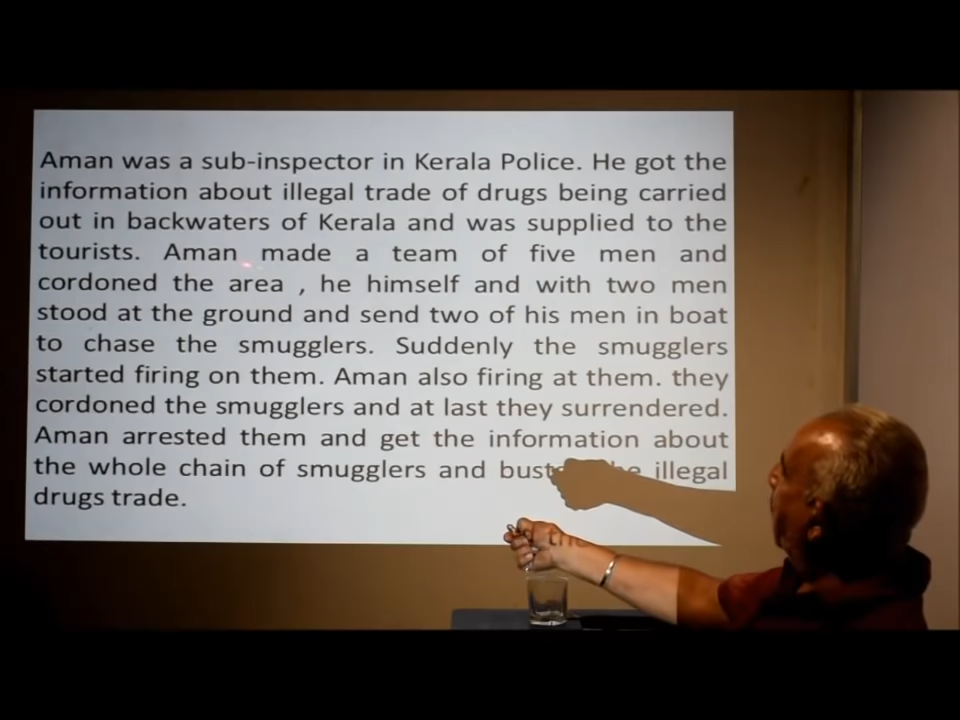 Aman was a sub-inspector in Kerala Police. He got the
information about illegal trade of drugs being carried
out in backwaters of Kerala and was supplied to the
tourists. Aman made a team of five men and
cordoned the area , he himself and with two men
stood at the ground and send two of his men in boat
to chase the smugglers. Suddenly the smugglers
started firing on them. Aman also firing at them. they
cordoned the smugglers and at last they surrendered.
Aman arrested them and get the information about
the whole chain of smugglers and illegal
drugs trade.